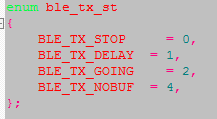 enum ble_tx_st
{
    BLE_TX_STOP     = 0,
    BLE_TX_DELAY  = 1,
    BLE_TX_GOING   = 2,
    BLE_TX_NOBUF  = 4,
};